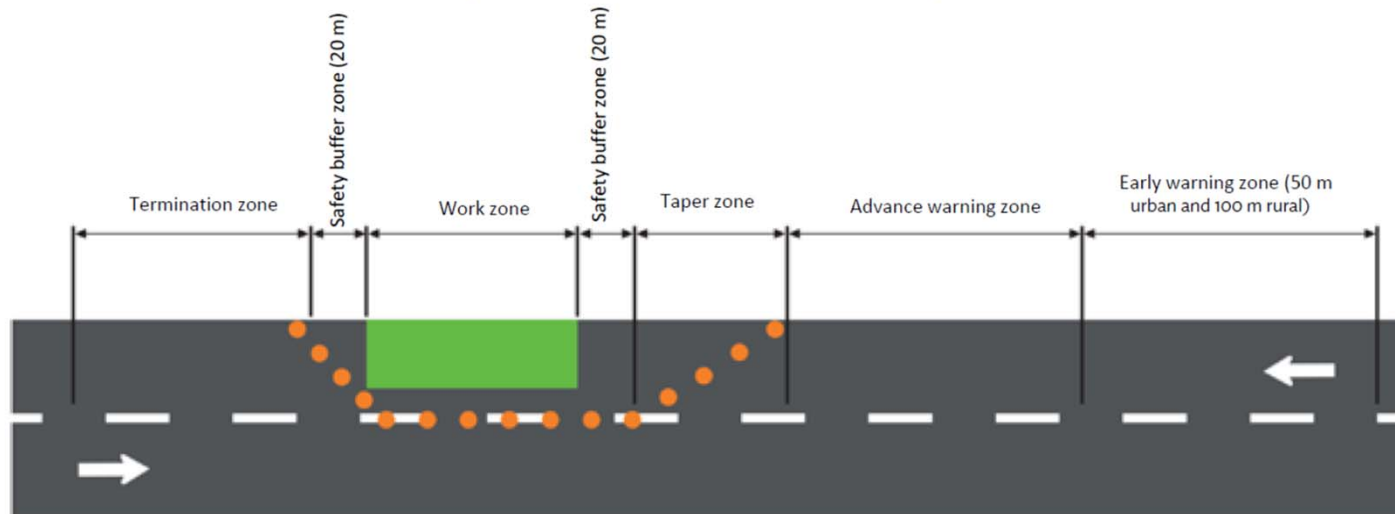 Termination zone
Safety buffer zone (20 m)
Work zone
Safety buffer zone (20 m)
Taper zone
Advance warning zone
Early warning zone (50 m
urban and 100 m rural)